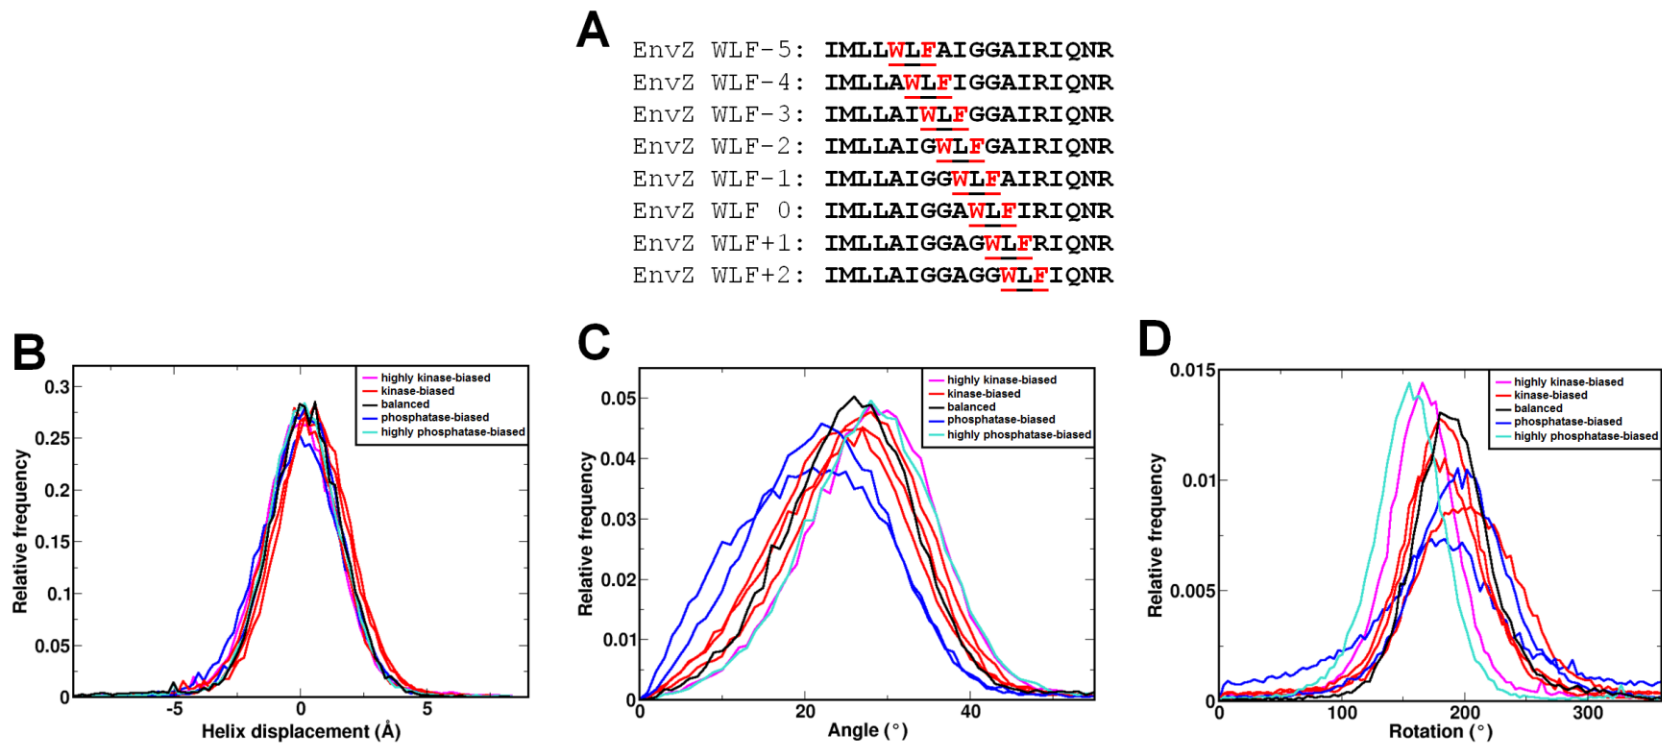 A
EnvZ WLF-5: IMLLWLFAIGGAIRIQNR
EnvZ WLF-4: IMLLAWLFIGGAIRIQNR
EnvZ WLF-3: IMLLAIWLFGGAIRIQNR
EnvZ WLF-2: IMLLAIGWLFGAIRIQNR
EnvZ WLF-1: IMLLAIGGWLFAIRIQNR
EnvZ WLF 0: IMLLAIGGAWLFIRIQNR
EnvZ WLF+1: IMLLAIGGAGWLFRIQNR
EnvZ WLF+2: IMLLAIGGAGGWLFIQNR
B
highly kinase-biased
kinase-biased
balanced
phosphatase-biased
highly phosphatase-biased
Relative frequency
0.3
0.25
0.2
0.15
0.1
0.05
0
-5 0 5
Helix displacement (Å)
C
highly kinase-biased
kinase-biased
balanced
phosphatase-biased
highly phosphatase-biased
Relative frequency
0.05
0.04
0.03
0.02
0.01
0
0 20 40
Angle (°)
D
highly kinase-biased
kinase-biased
balanced
phosphatase-biased
highly phosphatase-biased
Relative frequency
0.015
0.01
0.005
0
0 100 200 300
Rotation (°)